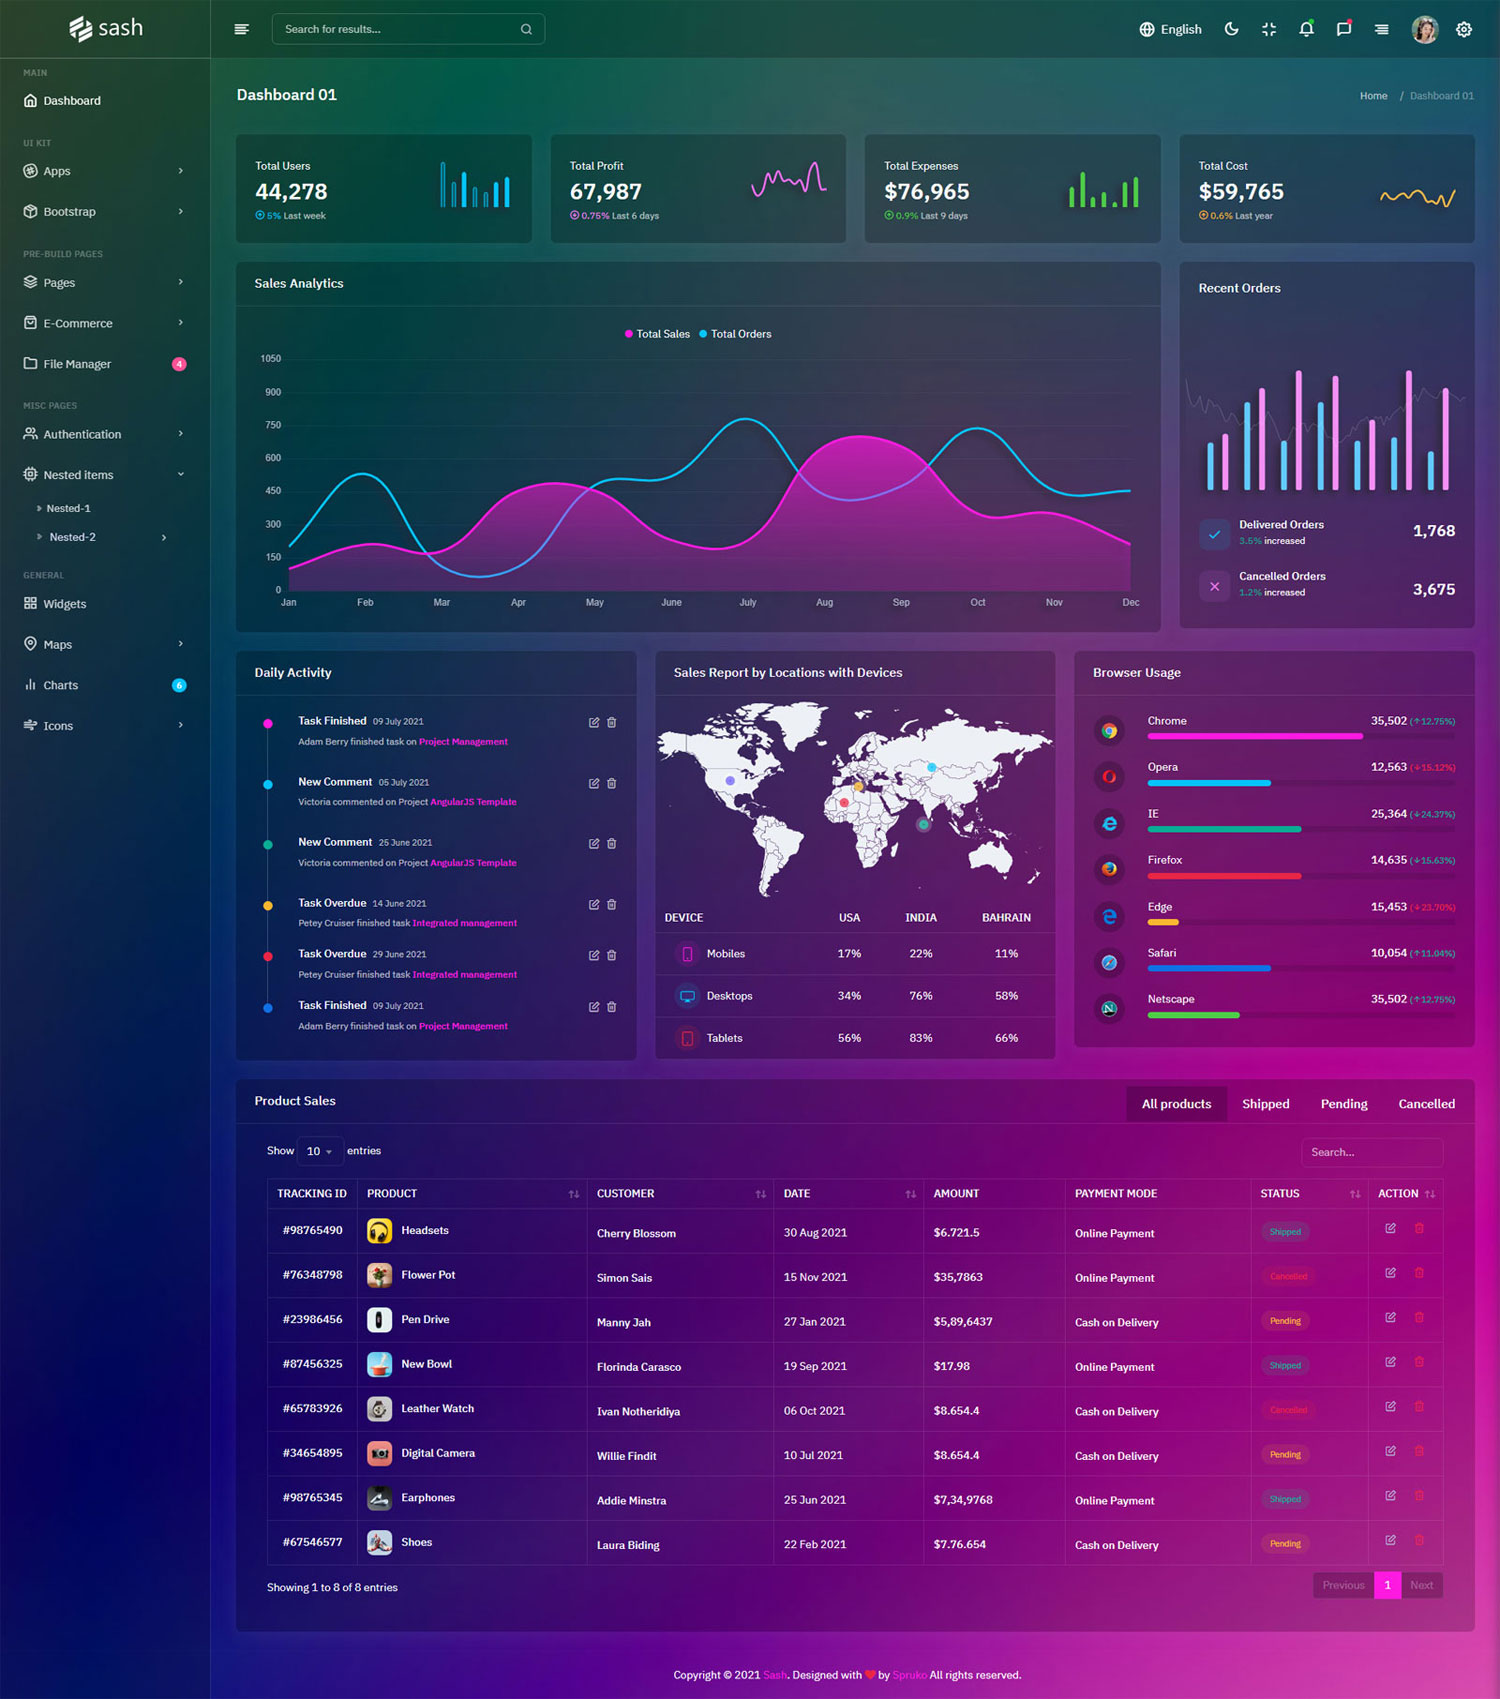 sash
Search for results...
English
MAIN
Dashboard
UI KIT
Apps
Bootstrap
PRE-BUILD PAGES
Pages
E-Commerce
File Manager 4
MISC PAGES
Authentication
Nested items
Nested-1
Nested-2
GENERAL
Widgets
Maps
Charts 6
Icons
Dashboard 01
Home / Dashboard 01
Total Users
44,278
5% Last week
Total Profit
67,987
0.75% Last 6 days
Total Expenses
$76,965
0.9% Last 9 days
Total Cost
$59,765
0.6% Last year
Sales Analytics
Total Sales Total Orders
1050
900
750
600
450
300
150
0
Jan Feb Mar Apr May June July Aug Sep Oct Nov Dec
Recent Orders
Delivered Orders
3.5% increased
1,768
Cancelled Orders
1.2% increased
3,675
Daily Activity
Task Finished 09 July 2021
Adam Berry finished task on Project Management
New Comment 05 July 2021
Victoria commented on Project AngularJS Template
New Comment 25 June 2021
Victoria commented on Project AngularJS Template
Task Overdue 14 June 2021
Petey Cruiser finished task Integrated management
Task Overdue 29 June 2021
Petey Cruiser finished task Integrated management
Task Finished 09 July 2021
Adam Berry finished task on Project Management
Sales Report by Locations with Devices
DEVICE USA INDIA BAHRAIN
Mobiles 17% 22% 11%
Desktops 34% 76% 58%
Tablets 56% 83% 66%
Browser Usage
Chrome 35,502 (↑12.75%)
Opera 12,563 (↓15.12%)
IE 25,364 (↓24.37%)
Firefox 14,635 (↑15.63%)
Edge 15,453 (↓23.70%)
Safari 10,054 (↑11.04%)
Netscape 35,502 (↑12.75%)
Product Sales
All products Shipped Pending Cancelled
Show 10 entries
Search...
TRACKING ID PRODUCT CUSTOMER DATE AMOUNT PAYMENT MODE STATUS ACTION
#98765490 Headsets Cherry Blossom 30 Aug 2021 $6.721.5 Online Payment Shipped
#76348798 Flower Pot Simon Sais 15 Nov 2021 $35,7863 Online Payment Cancelled
#23986456 Pen Drive Manny Jah 27 Jan 2021 $5,89,6437 Cash on Delivery Pending
#87456325 New Bowl Florinda Carasco 19 Sep 2021 $17.98 Online Payment Shipped
#65783926 Leather Watch Ivan Notheridiya 06 Oct 2021 $8.654.4 Cash on Delivery Cancelled
#34654895 Digital Camera Willie Findit 10 Jul 2021 $8.654.4 Cash on Delivery Pending
#98765345 Earphones Addie Minstra 25 Jun 2021 $7,34,9768 Online Payment Shipped
#67546577 Shoes Laura Biding 22 Feb 2021 $7.76.654 Cash on Delivery Pending
Showing 1 to 8 of 8 entries
Previous 1 Next
Copyright © 2021 Sash. Designed with ❤ by Spruko All rights reserved.